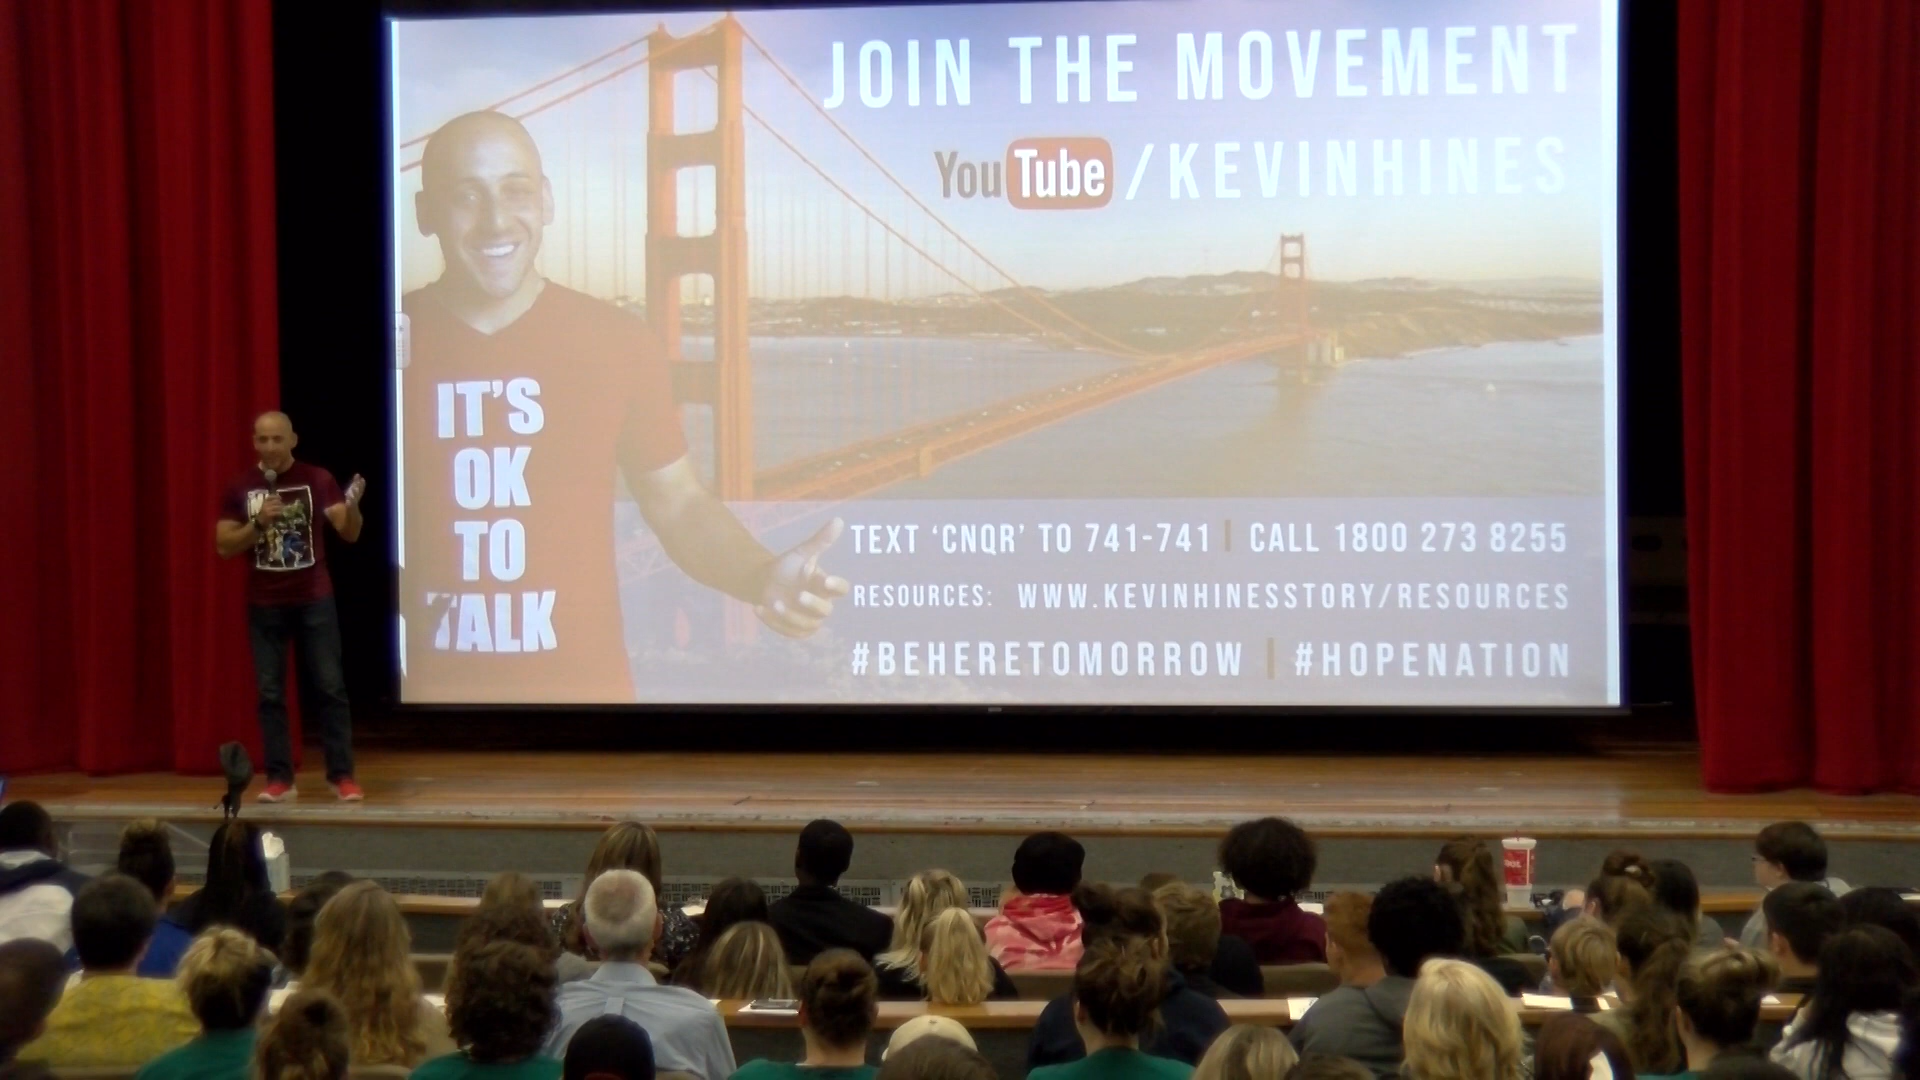 JOIN THE MOVEMENT
YouTube /KEVINHINES
IT'S
OK
TO
TALK
TEXT 'CNQR' TO 741-741 | CALL 1800 273 8255
RESOURCES: WWW.KEVINHINESSTORY/RESOURCES
#BEHERETOMORROW | #HOPENATION